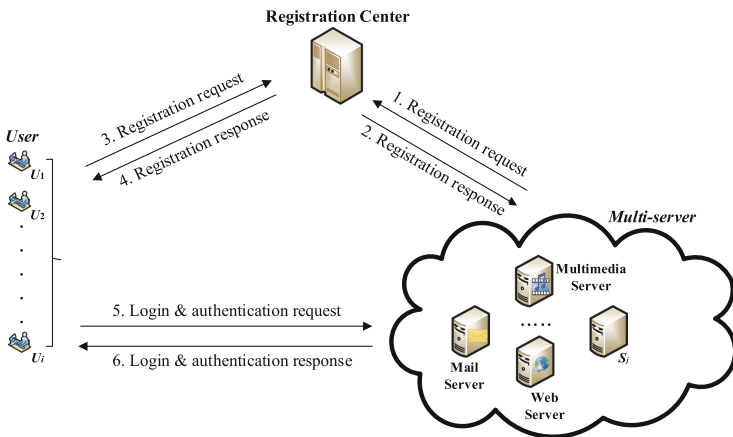 Registration Center
3. Registration request
4. Registration response
1. Registration request
2. Registration response
User
U1
U2
Ui
Multi-server
Multimedia
Server
.....
Mail
Server
Web
Server
Sj
5. Login & authentication request
6. Login & authentication response